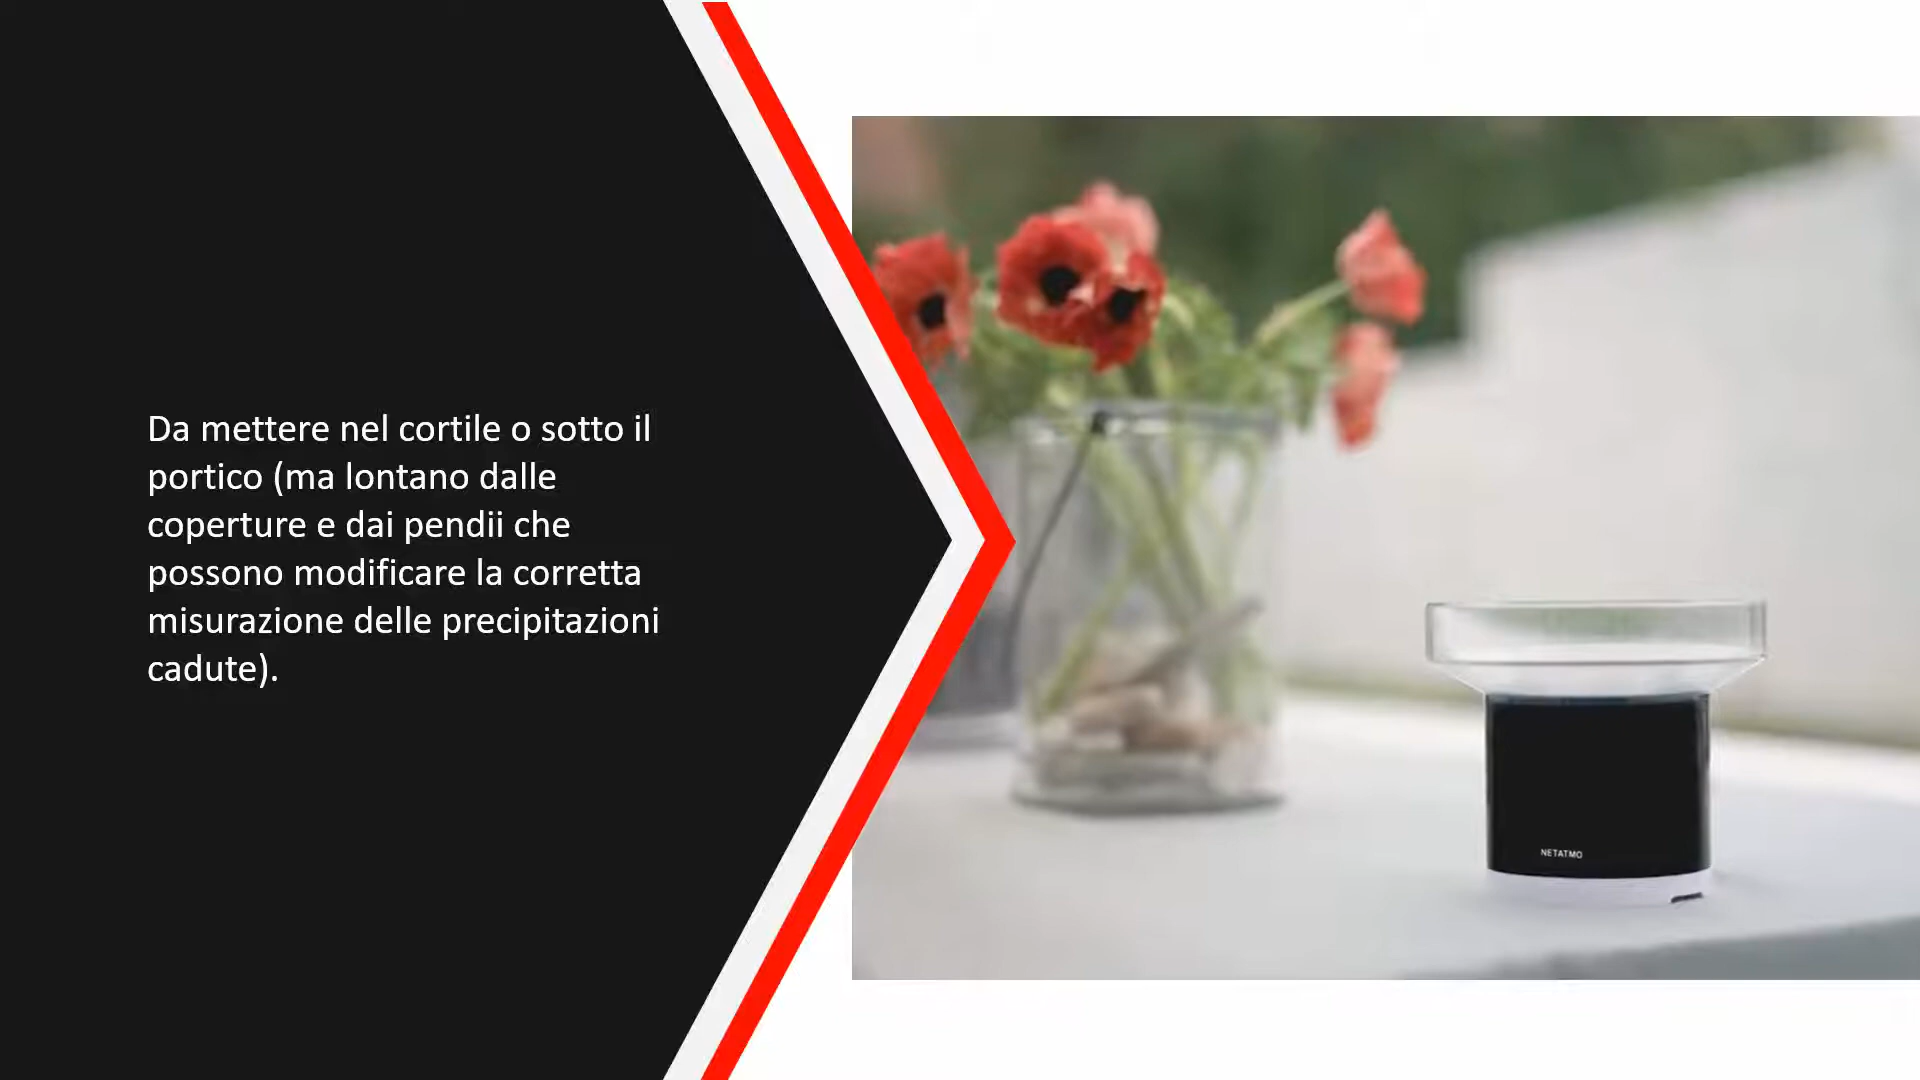 Da mettere nel cortile o sotto il
portico (ma lontano dalle
coperture e dai pendii che
possono modificare la corretta
misurazione delle precipitazioni
cadute).
NETATMO